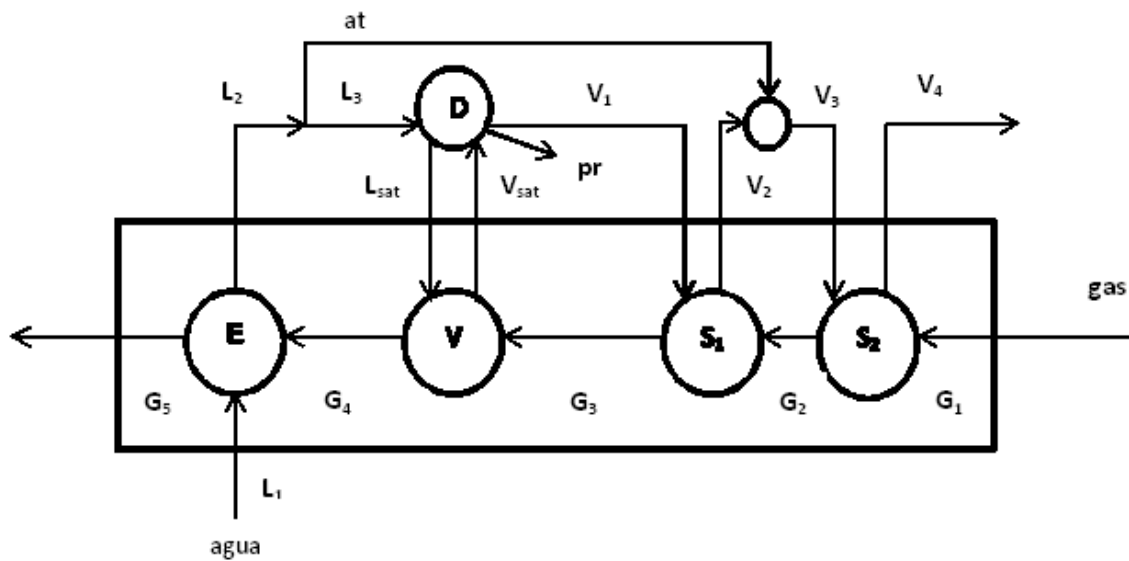 at
L₂ L₃ D V₁ V₃ V₄
pr
Lsat Vsat V₂
gas
E V S₁ S₂
G₅ G₄ G₃ G₂ G₁
L₁
agua